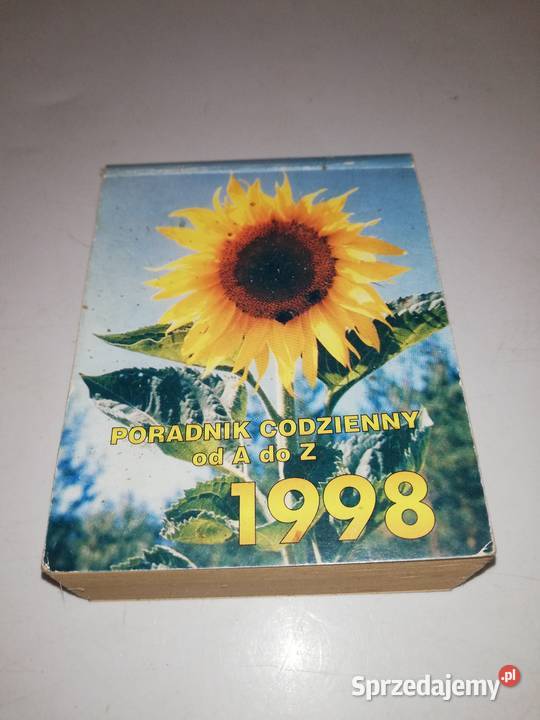 PORADNIK CODZIENNY
od A do Z
1998
Sprzedajemy.pl